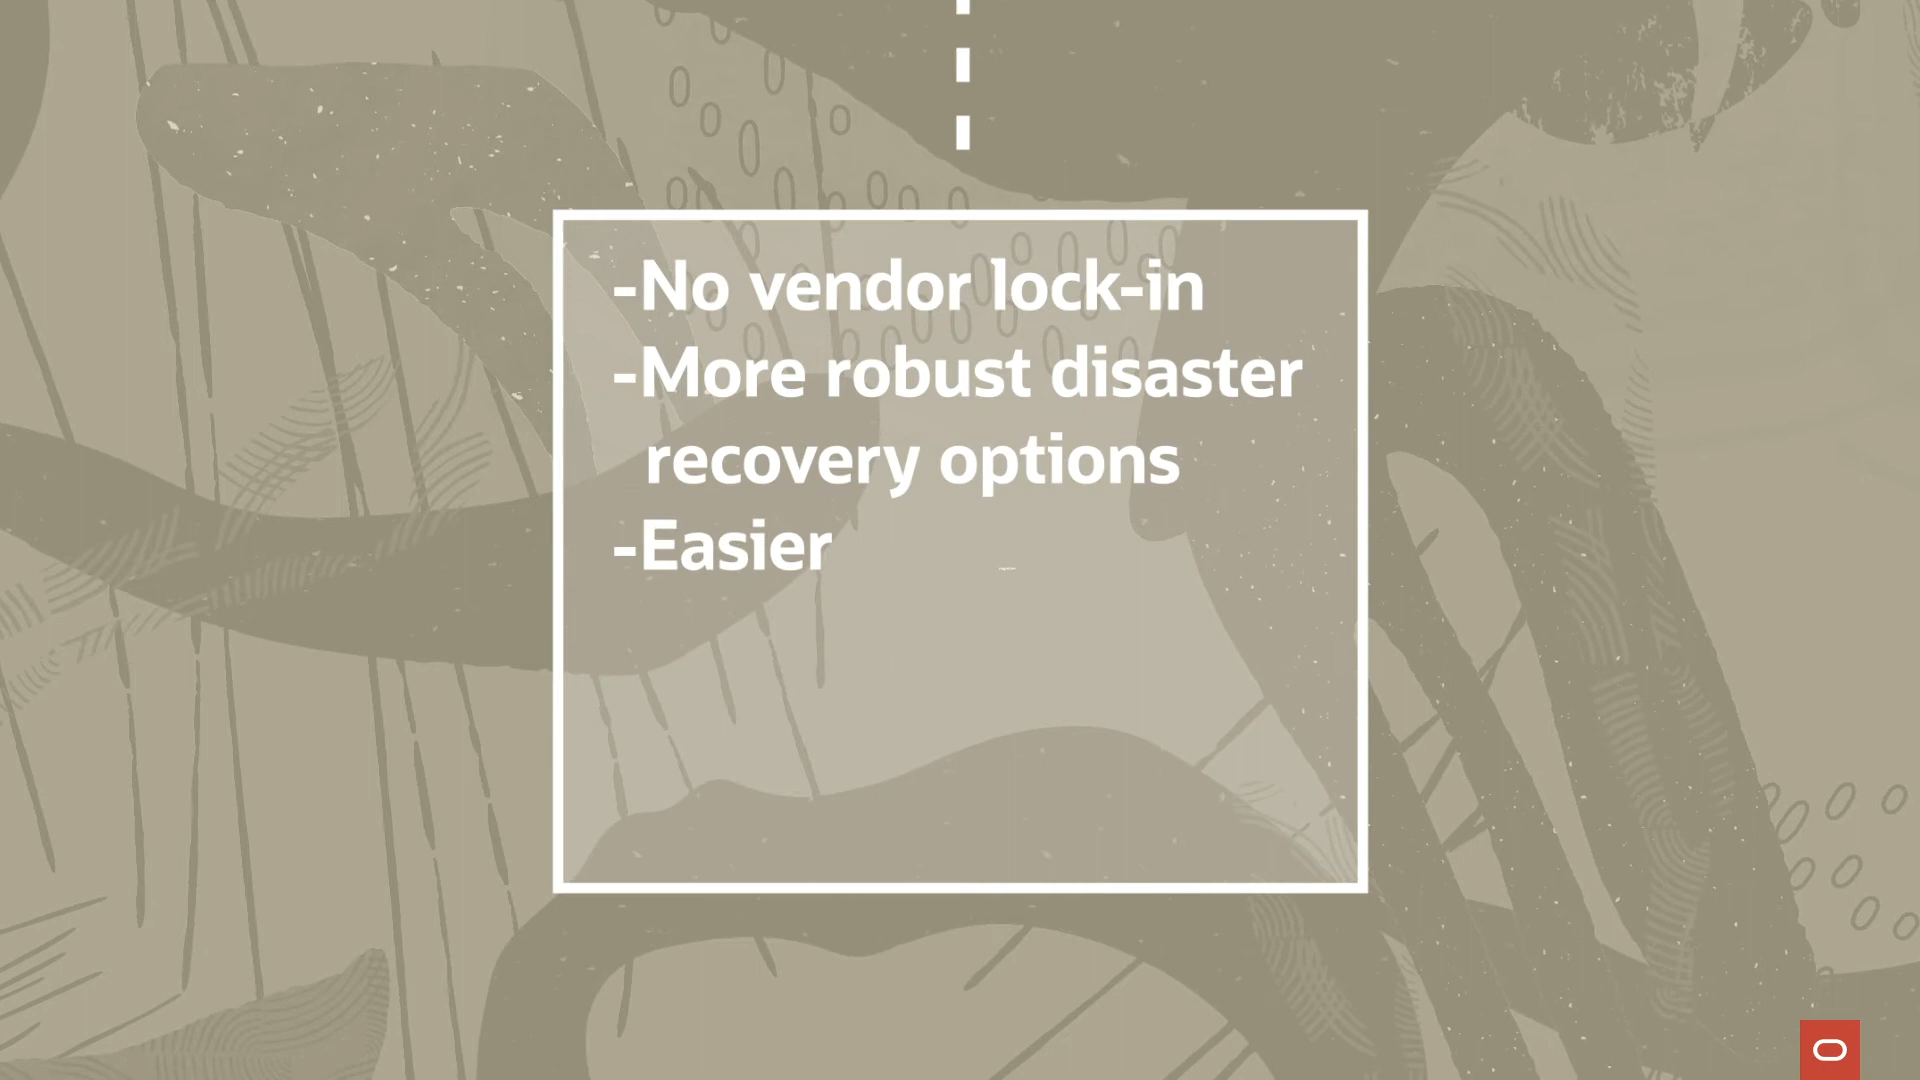 -No vendor lock-in
-More robust disaster
recovery options
-Easier